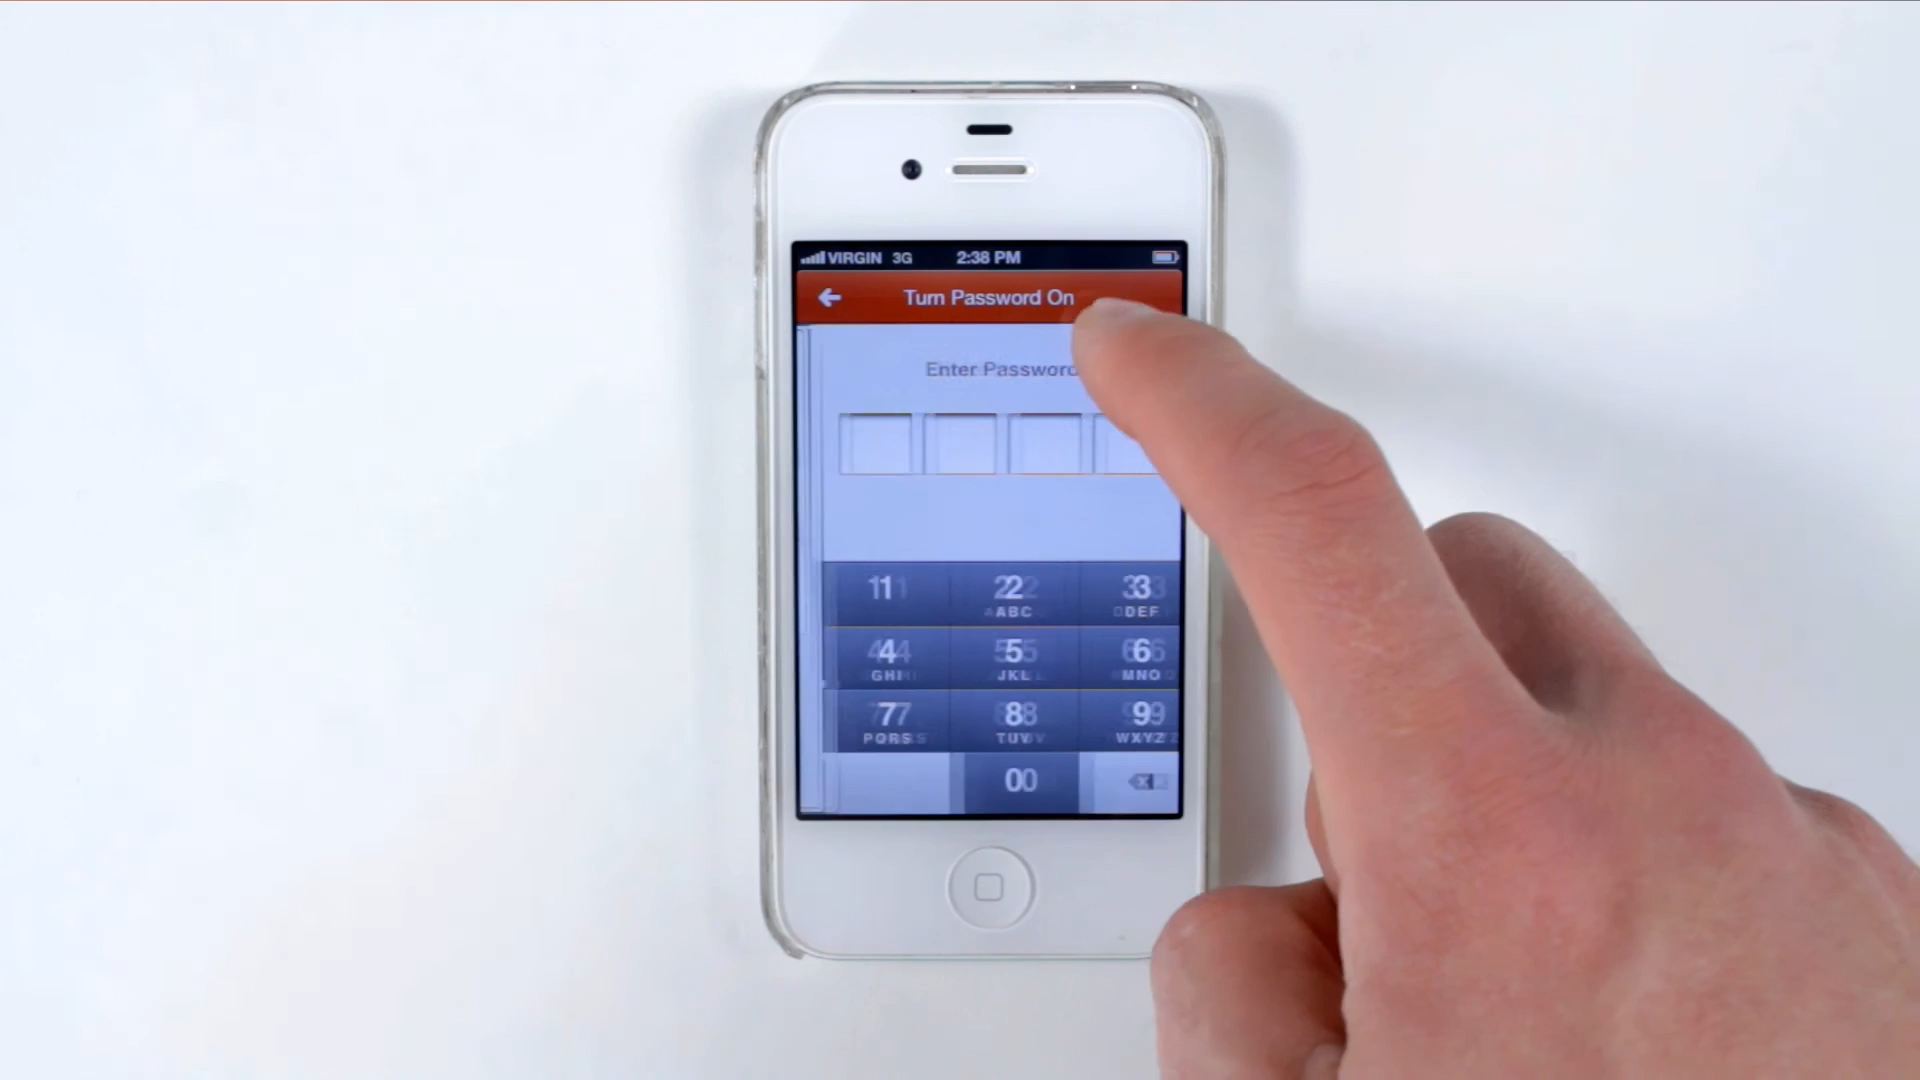 VIRGIN 3G 2:38 PM
Turn Password On
Enter Password
1 2 3
ABC DEF
4 5 6
GHI JKL MNO
7 8 9
PQRS TUV WXYZ
0